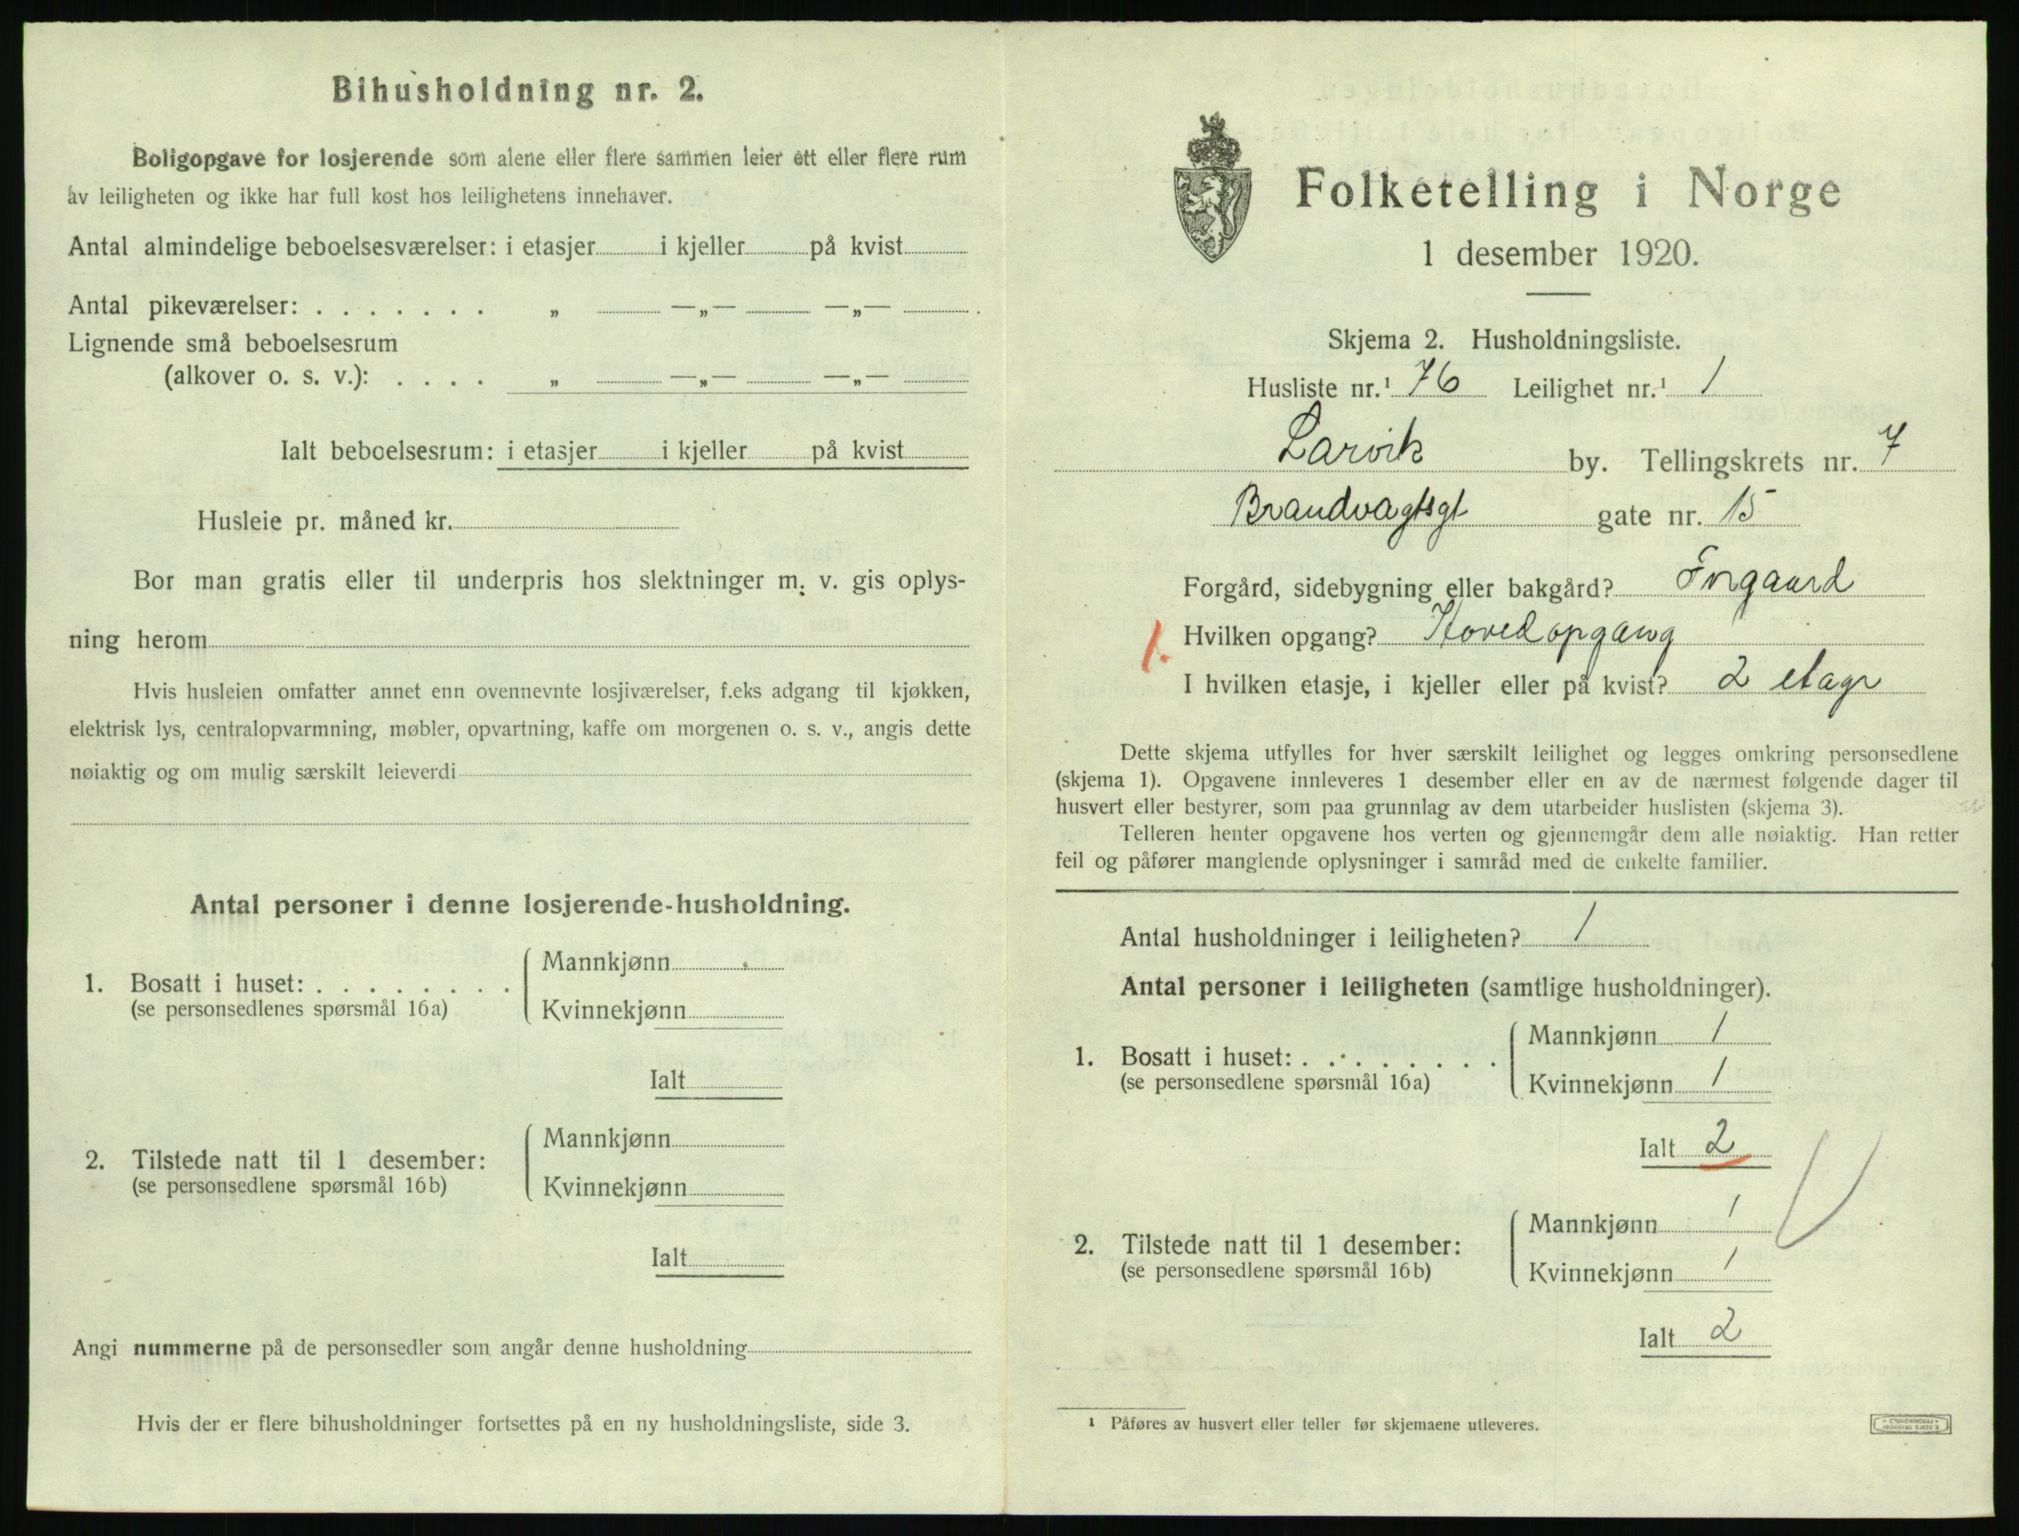 Bihusholdning nr. 2.
Boligopgave for losjerende som alene eller flere sammen leier ett eller flere rum
av leiligheten og ikke har full kost hos leilighetens innehaver.
Antal almindelige beboelsesværelser: i etasjer i kjeller på kvist
Antal pikeværelser: . . . . . . . „ —„— —„—
Lignende små beboelsesrum
(alkover o. s. v.): . . . . „ —„— —„—
Ialt beboelsesrum: i etasjer i kjeller på kvist
Husleie pr. måned kr.
Bor man gratis eller til underpris hos slektninger m. v. gis oplys-
ning herom
Hvis husleien omfatter annet enn ovennevnte losjiværelser, f.eks adgang til kjøkken,
elektrisk lys, centralopvarmning, møbler, opvartning, kaffe om morgenen o. s. v., angis dette
nøiaktig og om mulig særskilt leieverdi
Antal personer i denne losjerende-husholdning.
1. Bosatt i huset: . . . . . . . .
(se personsedlenes spørsmål 16a)
Mannkjønn
Kvinnekjønn
Ialt
2. Tilstede natt til 1 desember:
(se personsedlene spørsmål 16b)
Mannkjønn
Kvinnekjønn
Ialt
Angi nummerne på de personsedler som angår denne husholdning
Hvis der er flere bihusholdninger fortsettes på en ny husholdningsliste, side 3.
Folketelling i Norge
1 desember 1920.
Skjema 2. Husholdningsliste.
Husliste nr.¹ 76 Leilighet nr.¹ 1
Larvik by. Tellingskrets nr. 7
Brandvagtsgt gate nr. 15
Forgård, sidebygning eller bakgård? Forgaard
1. Hvilken opgang? Hovedopgang
I hvilken etasje, i kjeller eller på kvist? 2 etage
Dette skjema utfylles for hver særskilt leilighet og legges omkring personsedlene
(skjema 1). Opgavene innleveres 1 desember eller en av de nærmest følgende dager til
husvert eller bestyrer, som paa grunnlag av dem utarbeider huslisten (skjema 3).
Telleren henter opgavene hos verten og gjennemgår dem alle nøiaktig. Han retter
feil og påfører manglende oplysninger i samråd med de enkelte familier.
Antal husholdninger i leiligheten? 1
Antal personer i leiligheten (samtlige husholdninger).
1. Bosatt i huset: . . . . . . . .
(se personsedlene spørsmål 16a)
Mannkjønn 1
Kvinnekjønn 1
Ialt 2
2. Tilstede natt til 1 desember:
(se personsedlene spørsmål 16b)
Mannkjønn 1
Kvinnekjønn 1
Ialt 2
¹ Påføres av husvert eller teller før skjemaene utleveres.